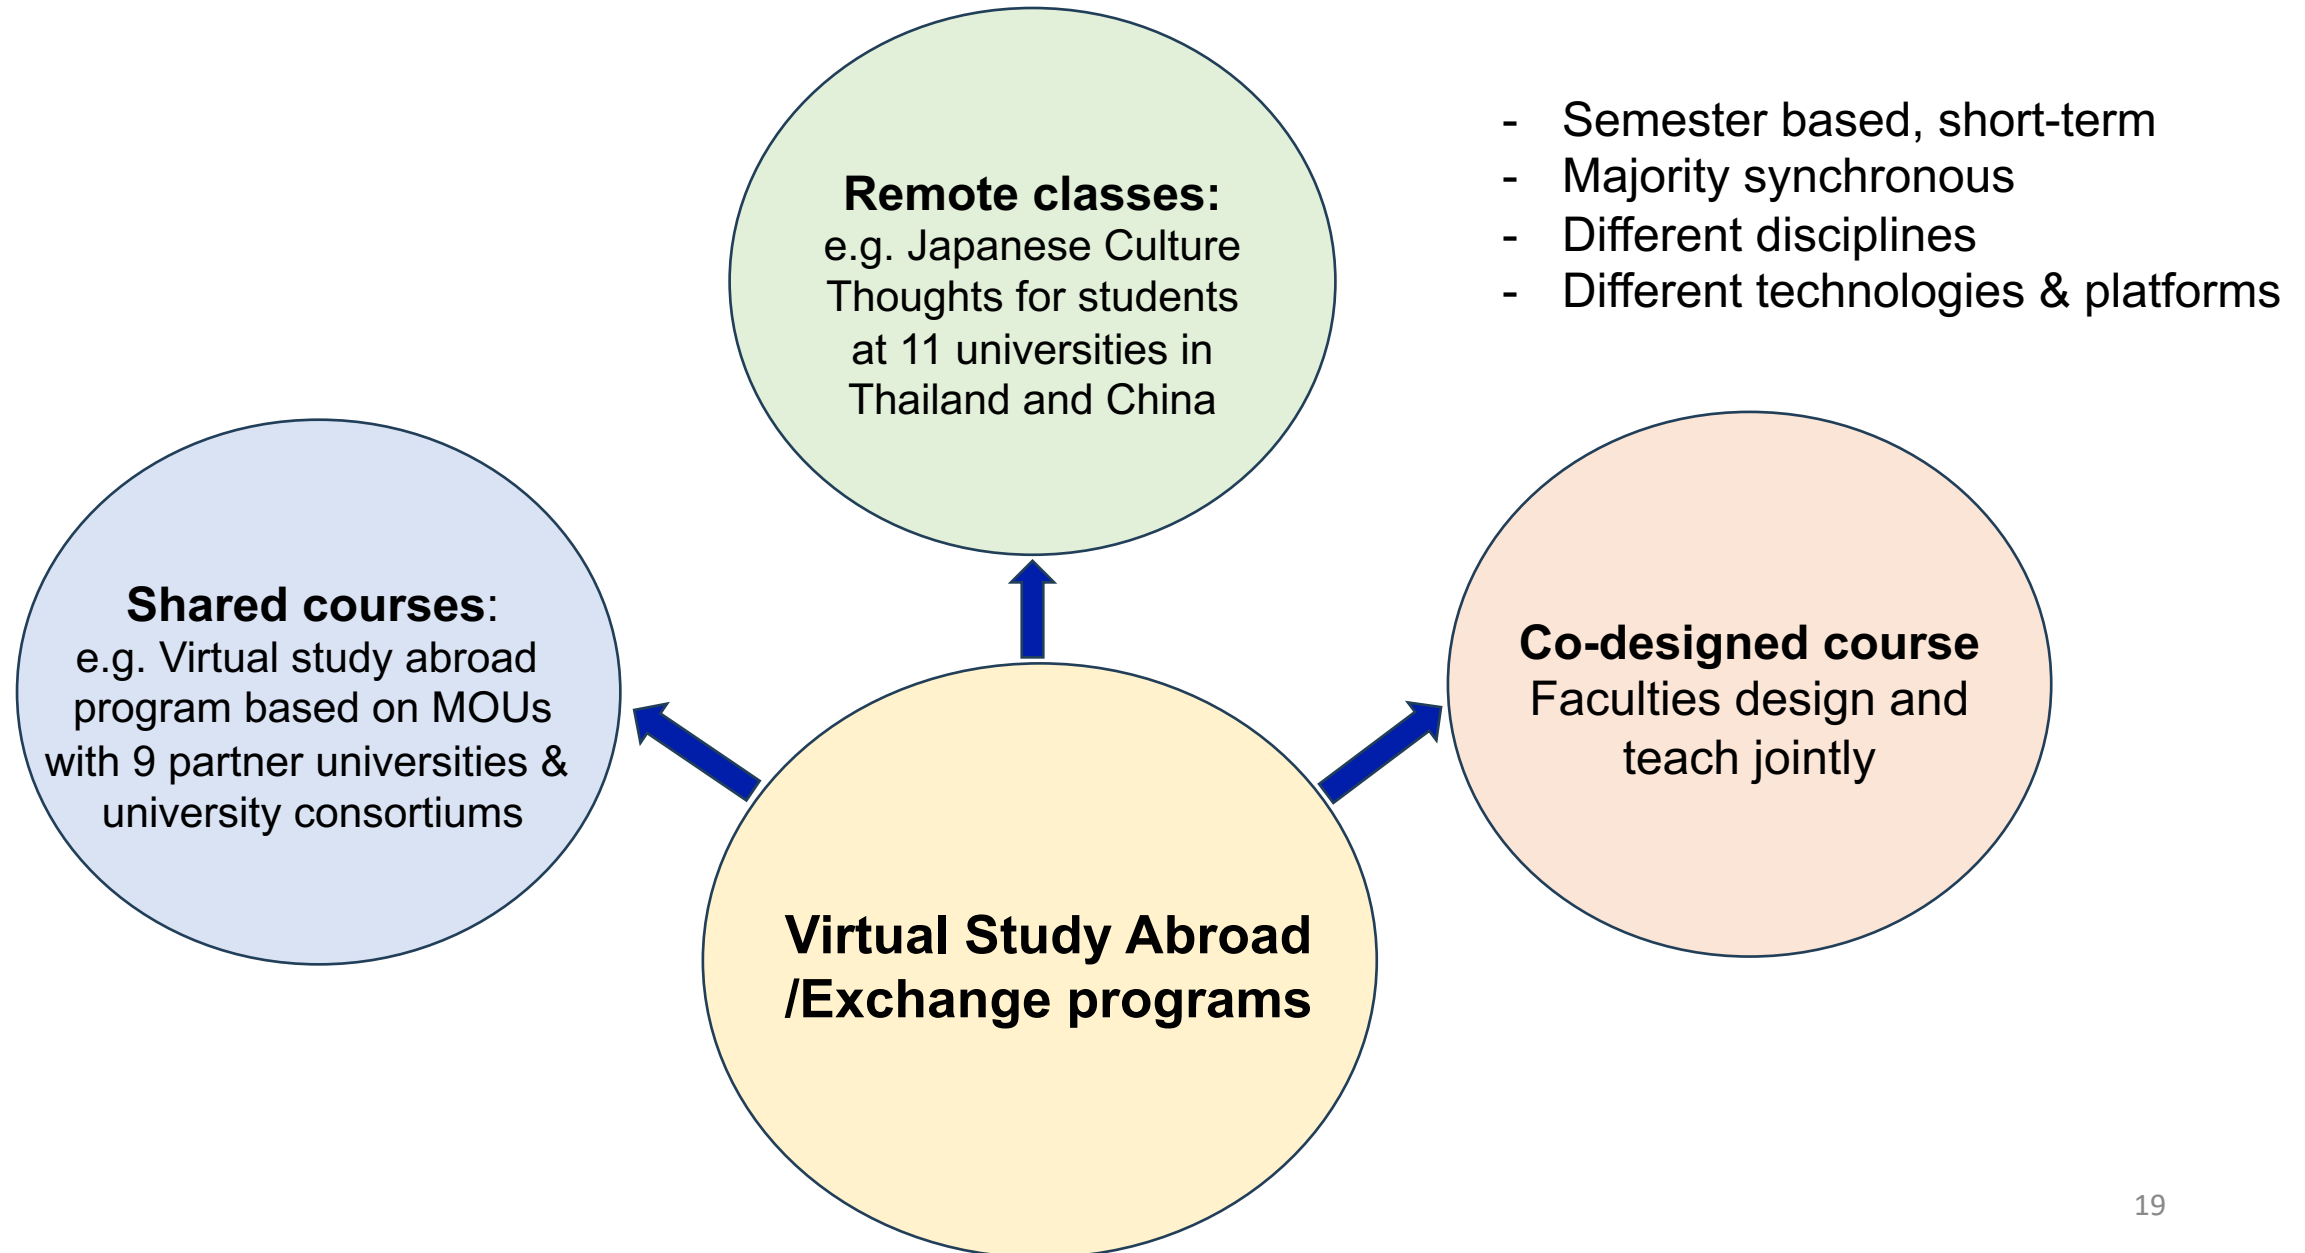 Remote classes:
e.g. Japanese Culture
Thoughts for students
at 11 universities in
Thailand and China
- Semester based, short-term
- Majority synchronous
- Different disciplines
- Different technologies & platforms
Shared courses:
e.g. Virtual study abroad
program based on MOUs
with 9 partner universities &
university consortiums
Co-designed course
Faculties design and
teach jointly
Virtual Study Abroad
/Exchange programs
19